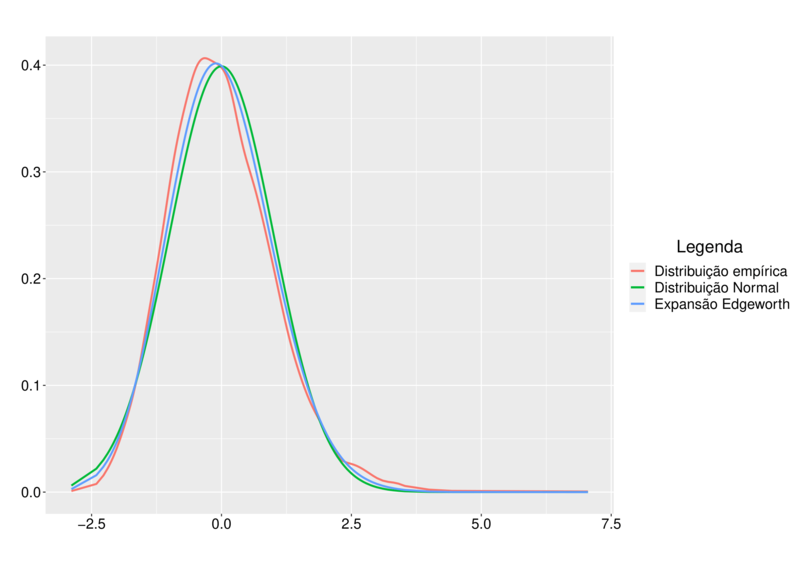 0.4
0.3
0.2
0.1
0.0
−2.5
0.0
2.5
5.0
7.5
Legenda
Distribuição empírica
Distribuição Normal
Expansão Edgeworth